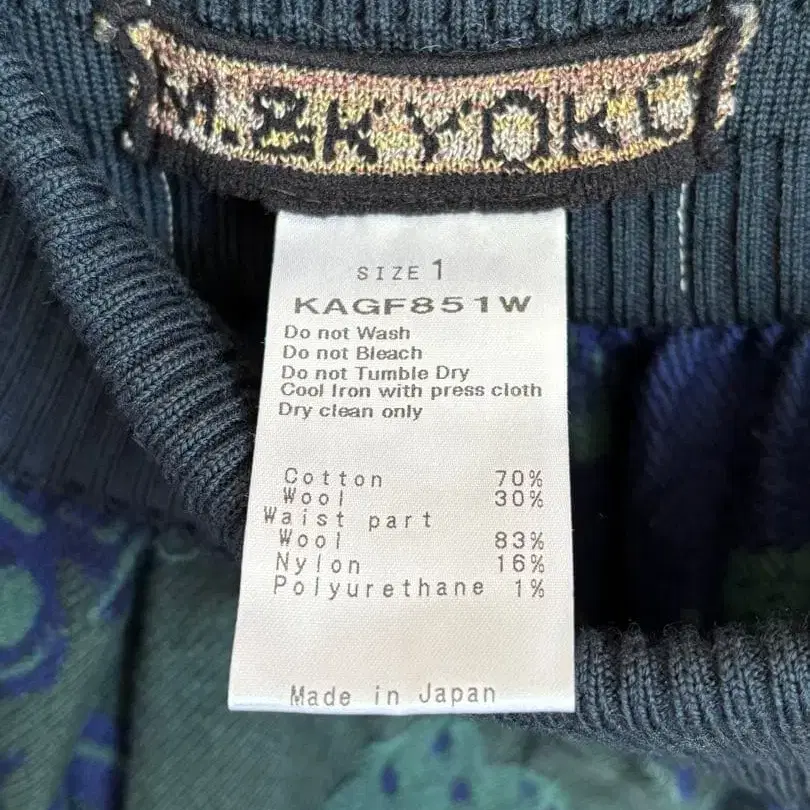 M.&KYOKO
SIZE 1
KAGF851W
Do not Wash
Do not Bleach
Do not Tumble Dry
Cool Iron with press cloth
Dry clean only
Cotton 70%
Wool 30%
Waist part
Wool 83%
Nylon 16%
Polyurethane 1%
Made in Japan